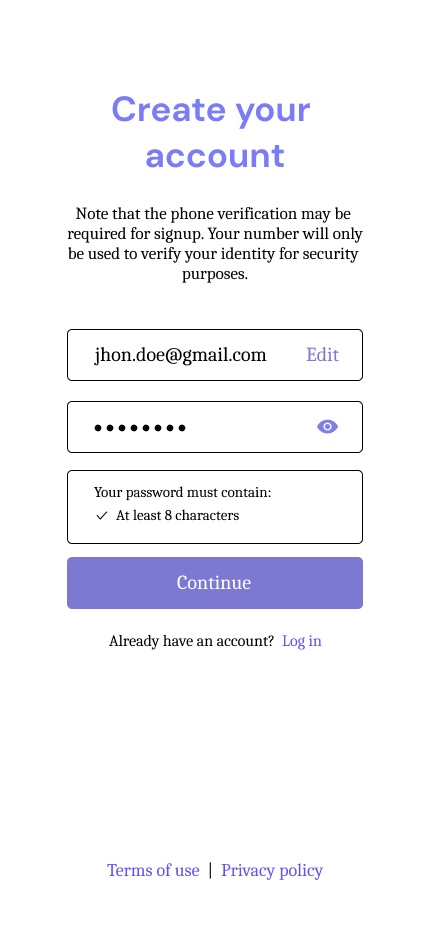 Create your
account
Note that the phone verification may be
required for signup. Your number will only
be used to verify your identity for security
purposes.
jhon.doe@gmail.com Edit
••••••••
Your password must contain:
✓ At least 8 characters
Continue
Already have an account? Log in
Terms of use | Privacy policy